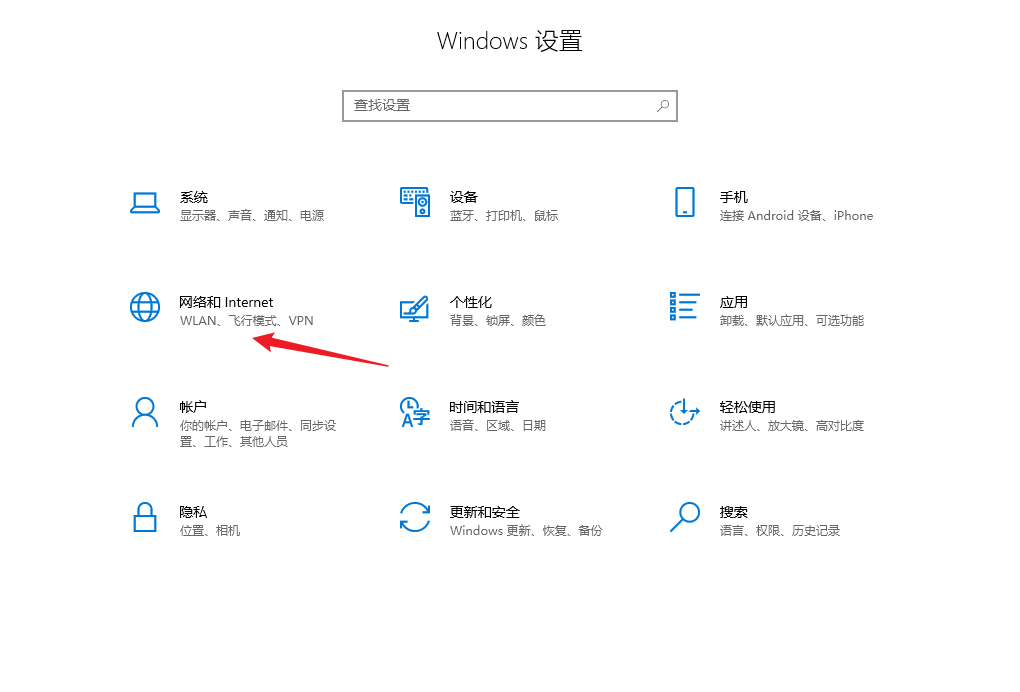 Windows 设置
查找设置
系统
显示器、声音、通知、电源
设备
蓝牙、打印机、鼠标
手机
连接 Android 设备、iPhone
网络和 Internet
WLAN、飞行模式、VPN
个性化
背景、锁屏、颜色
应用
卸载、默认应用、可选功能
帐户
你的帐户、电子邮件、同步设
置、工作、其他人员
时间和语言
语音、区域、日期
轻松使用
讲述人、放大镜、高对比度
隐私
位置、相机
更新和安全
Windows 更新、恢复、备份
搜索
语言、权限、历史记录